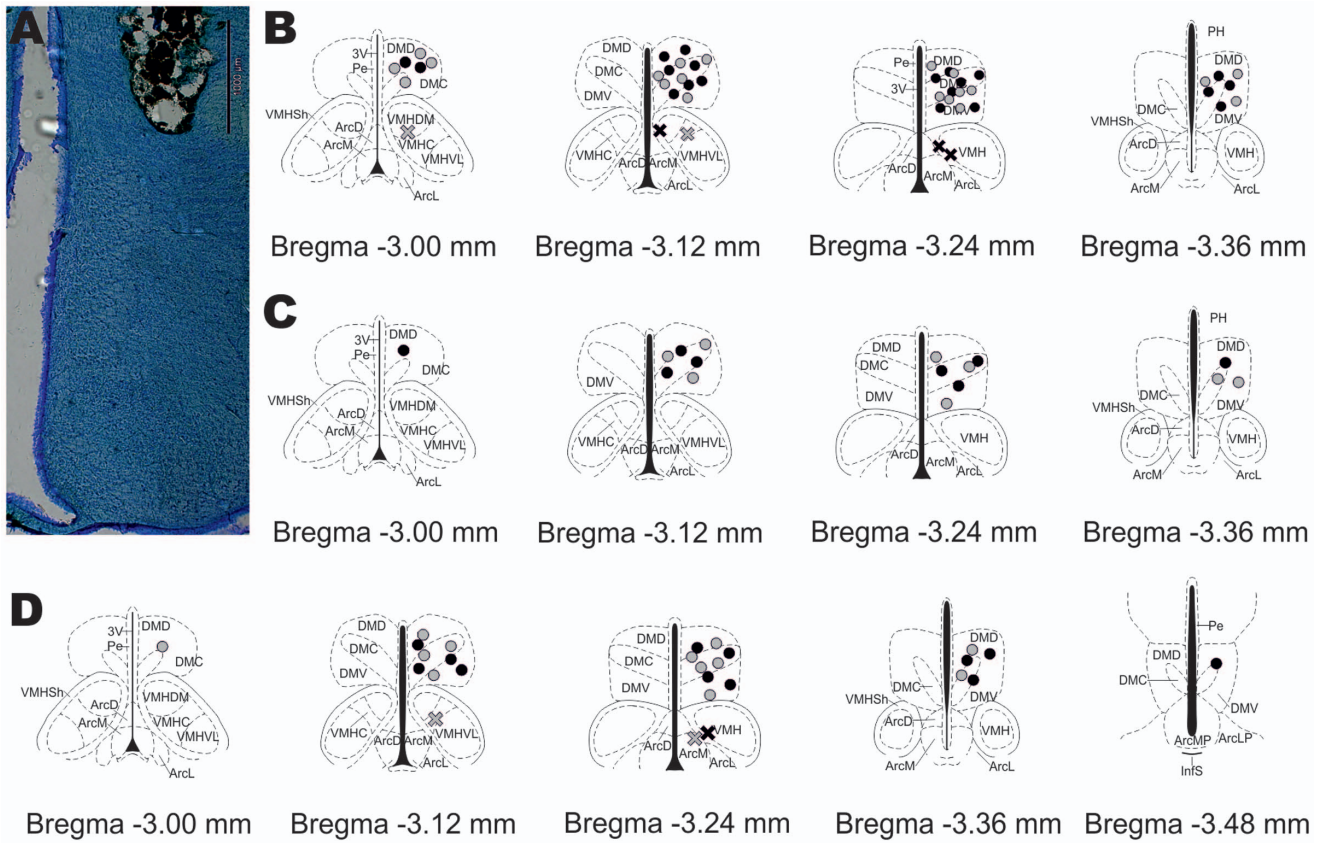 A
1000 µm
B
3V
DMD
Pe
DMC
VMHSh
VMHDM
ArcD
VMHC
ArcM
VMHVL
ArcL
Bregma -3.00 mm
DMD
DMC
DMV
VMHC
VMHVL
ArcD
ArcM
ArcL
Bregma -3.12 mm
Pe
DMD
3V
DMV
VMH
ArcD
ArcM
ArcL
Bregma -3.24 mm
PH
DMD
DMC
DMV
VMHSh
ArcD
VMH
ArcM
ArcL
Bregma -3.36 mm
C
3V
DMD
Pe
DMC
VMHSh
VMHDM
ArcD
VMHC
ArcM
VMHVL
ArcL
Bregma -3.00 mm
DMV
VMHC
VMHVL
ArcD
ArcM
ArcL
Bregma -3.12 mm
DMD
DMC
DMV
VMH
ArcD
ArcM
ArcL
Bregma -3.24 mm
PH
DMD
DMC
DMV
VMHSh
ArcD
VMH
ArcM
ArcL
Bregma -3.36 mm
D
3V
DMD
Pe
DMC
VMHSh
VMHDM
ArcD
VMHC
ArcM
VMHVL
ArcL
Bregma -3.00 mm
DMD
DMC
DMV
VMHC
VMHVL
ArcD
ArcM
ArcL
Bregma -3.12 mm
DMD
DMC
DMV
VMH
ArcD
ArcM
ArcL
Bregma -3.24 mm
DMD
DMC
DMV
VMHSh
ArcD
VMH
ArcM
ArcL
Bregma -3.36 mm
Pe
DMD
DMC
DMV
ArcMP
ArcLP
InfS
Bregma -3.48 mm